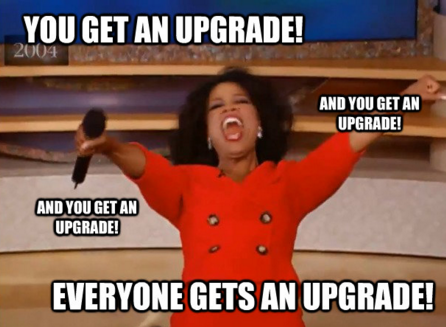 YOU GET AN UPGRADE!
2004
AND YOU GET AN
UPGRADE!
AND YOU GET AN
UPGRADE!
EVERYONE GETS AN UPGRADE!